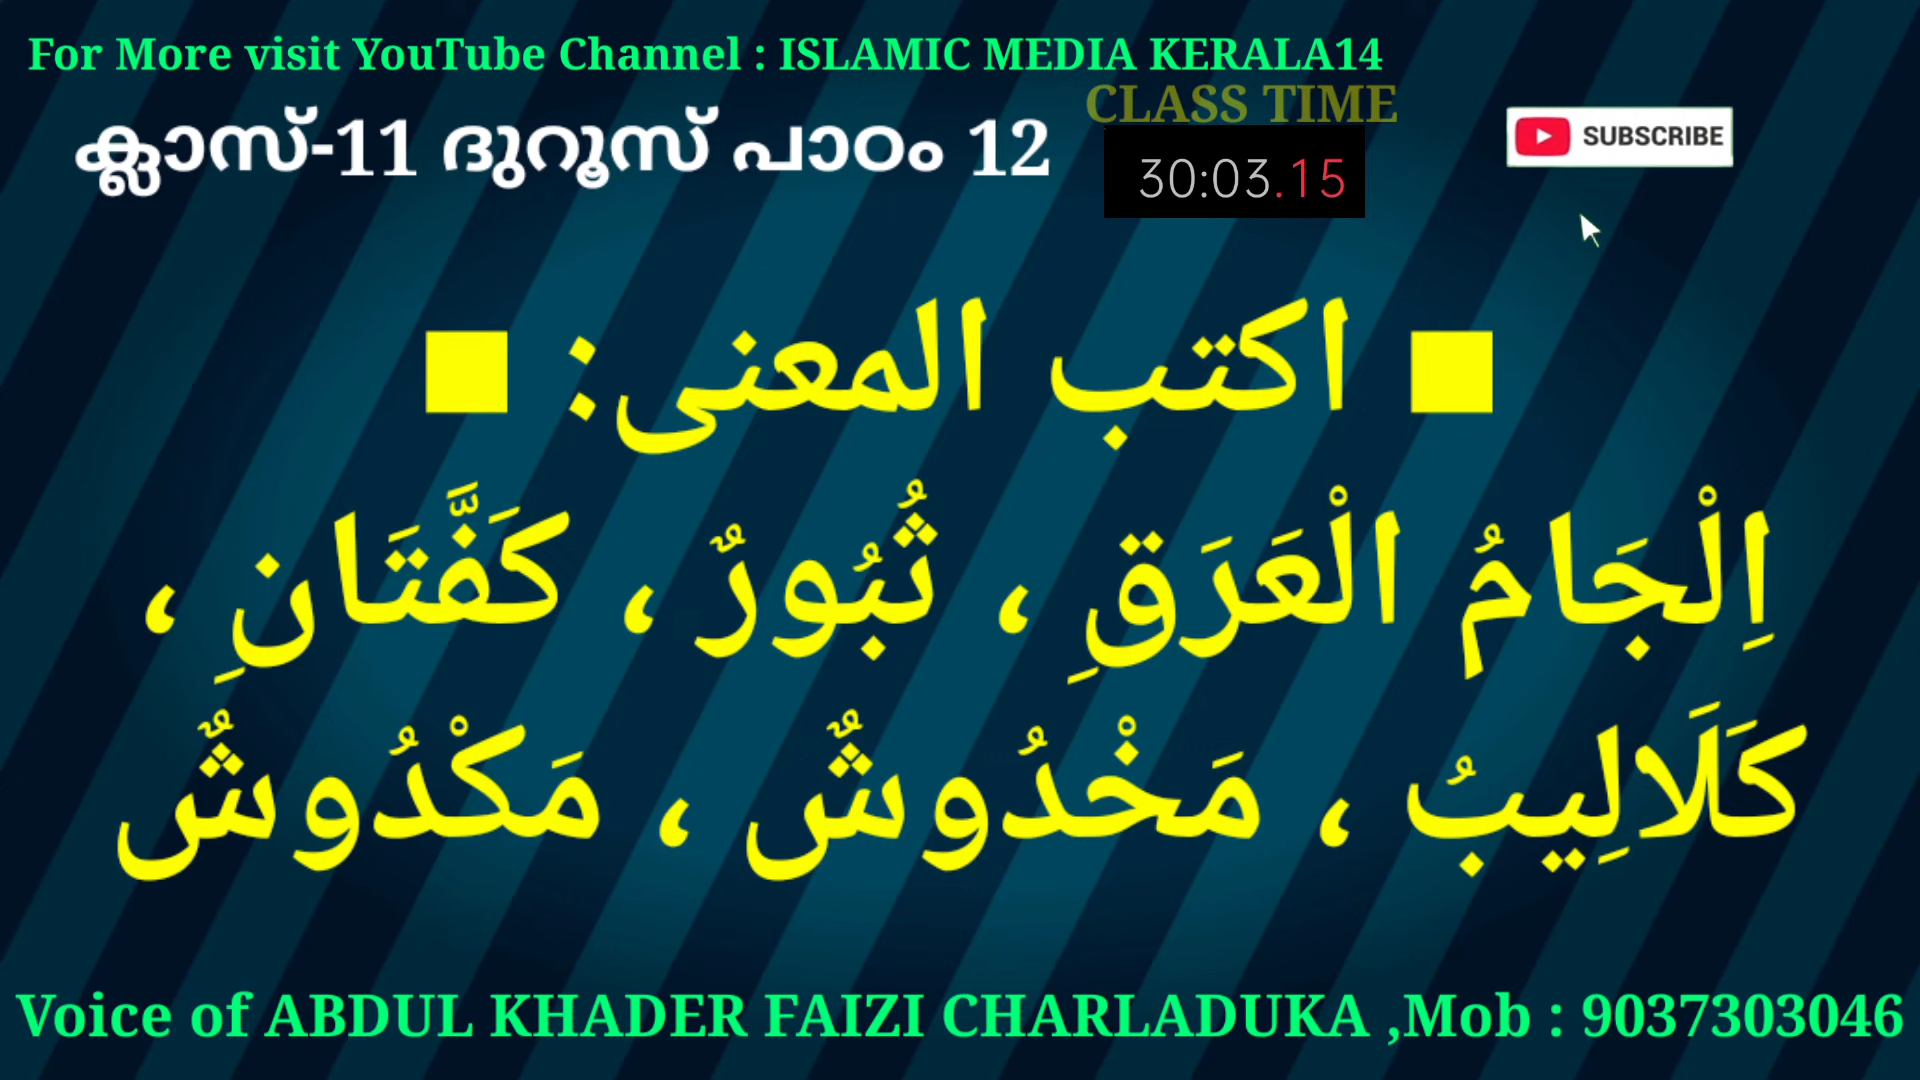 For More visit YouTube Channel : ISLAMIC MEDIA KERALA14
CLASS TIME
ക്ലാസ്-11 ദുറൂസ് പാഠം 12
30:03.15
SUBSCRIBE
■ اكتب المعنى: ■
اِلْجَامُ الْعَرَقِ ، ثُبُورٌ ، كَفَّتَانِ ،
كَلَالِيبُ ، مَخْدُوشٌ ، مَكْدُوشٌ
Voice of ABDUL KHADER FAIZI CHARLADUKA ,Mob : 9037303046